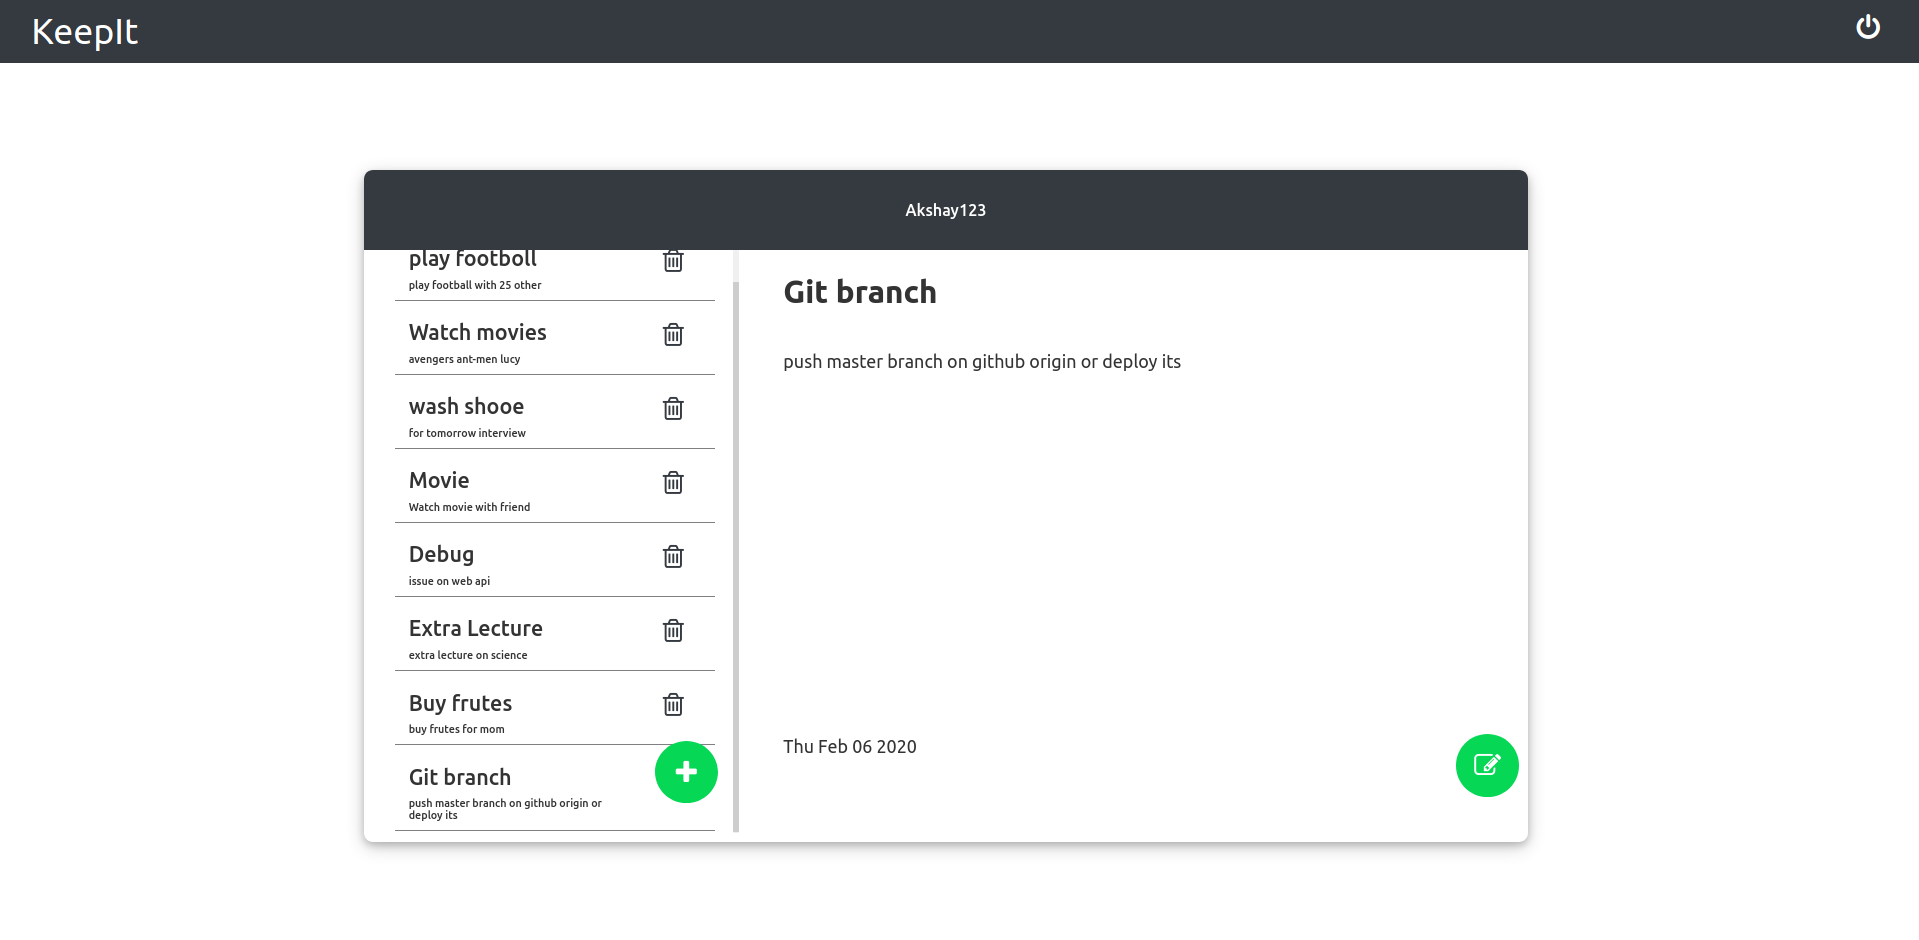 KeepIt
Akshay123
play footboll
play football with 25 other
Watch movies
avengers ant-men lucy
wash shooe
for tomorrow interview
Movie
Watch movie with friend
Debug
issue on web api
Extra Lecture
extra lecture on science
Buy frutes
buy frutes for mom
Git branch
push master branch on github origin or
deploy its
Git branch
push master branch on github origin or deploy its
Thu Feb 06 2020